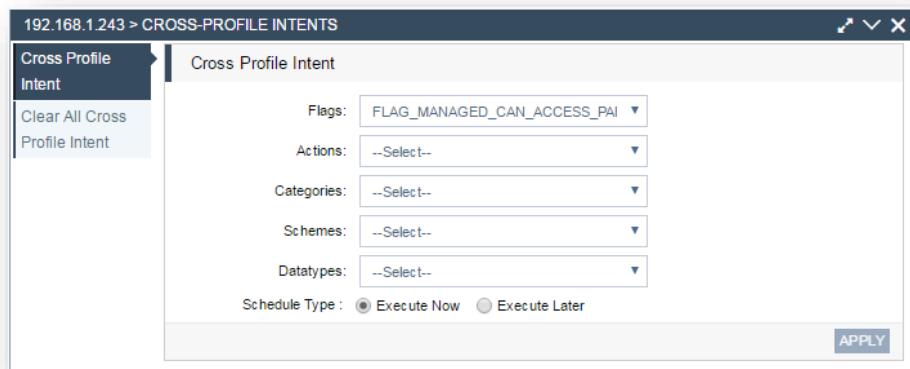 192.168.1.243 > CROSS-PROFILE INTENTS
Cross Profile
Intent
Clear All Cross
Profile Intent
Cross Profile Intent
Flags: FLAG_MANAGED_CAN_ACCESS_PAI
Actions: --Select--
Categories: --Select--
Schemes: --Select--
Datatypes: --Select--
Schedule Type : Execute Now Execute Later
APPLY